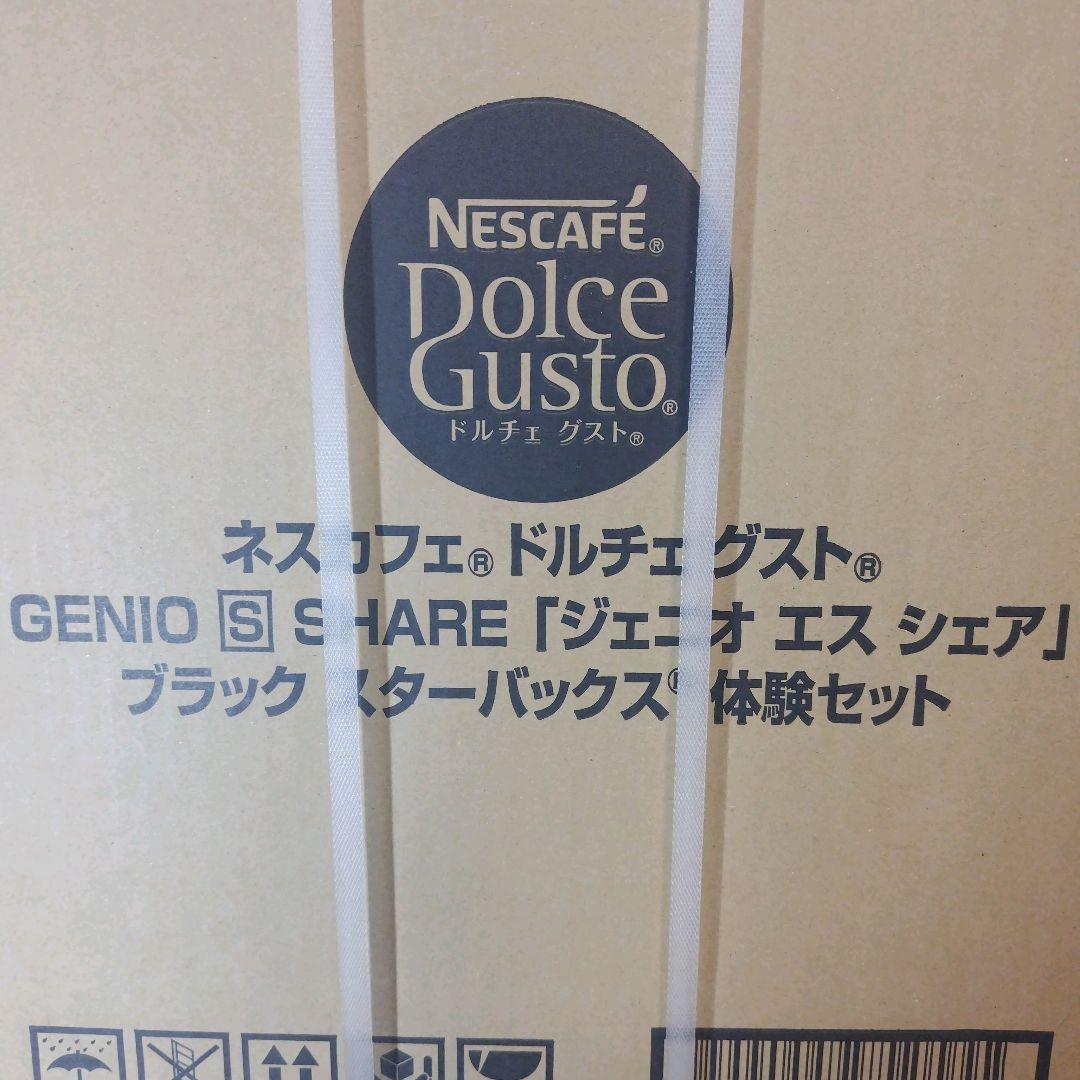 NESCAFÉ®
Dolce
Gusto®
ドルチェ グスト®
ネスカフェ® ドルチェ グスト®
GENIO S SHARE「ジェニオ エス シェア」
ブラック スターバックス® 体験セット